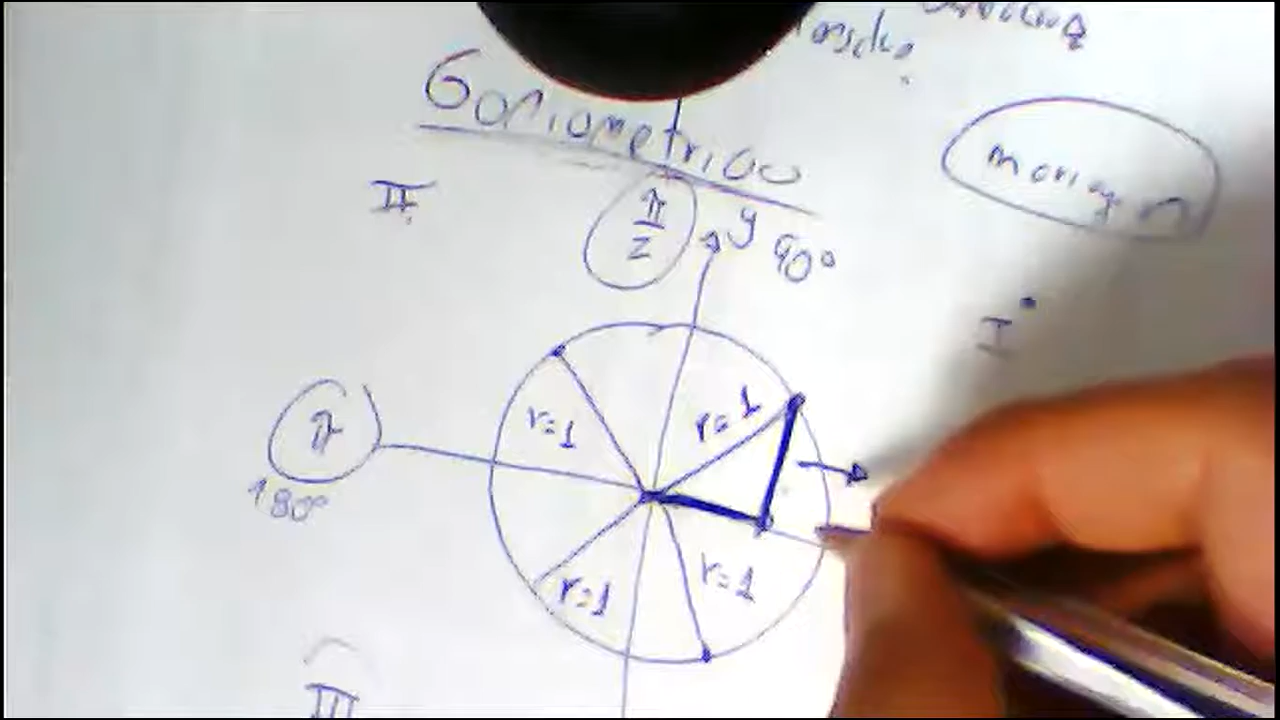 Goniometrico
II
π/2
y
90°
I
r=1
r=1
π
180°
r=1
r=1
III